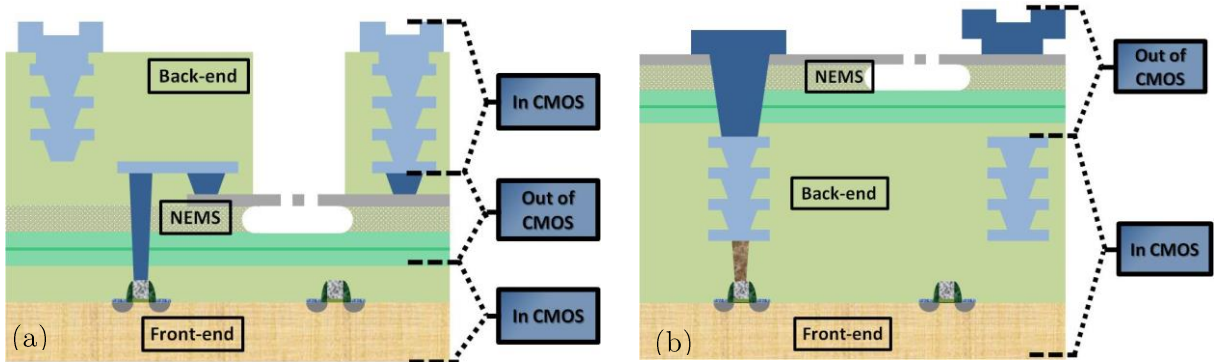 Back-end
In CMOS
NEMS
Out of
CMOS
In CMOS
Front-end
(a)
NEMS
Out of
CMOS
Back-end
In CMOS
Front-end
(b)